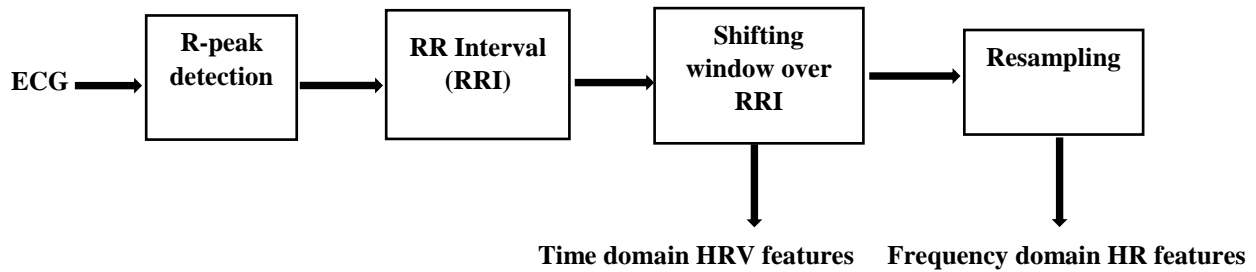 ECG
R-peak
detection
RR Interval
(RRI)
Shifting
window over
RRI
Resampling
Time domain HRV features
Frequency domain HR features